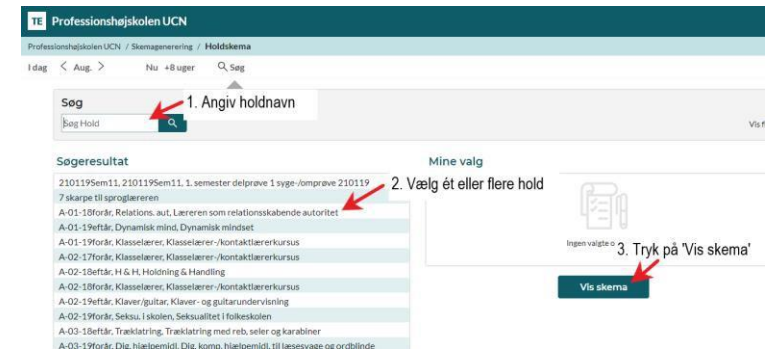 TE Professionshøjskolen UCN
Professionshøjskolen UCN / Skemagenerering / Holdskema
I dag < Aug. > Nu +8 uger Søg
Søg
1. Angiv holdnavn
Søg Hold
Vis f
Søgeresultat
Mine valg
210119Sem11, 210119Sem11, 1. semester delprøve 1 syge-/omprøve 210119
2. Vælg ét eller flere hold
7 skarpe til sproglæreren
A-01-18forår, Relations. aut, Læreren som relationsskabende autoritet
A-01-19eftår, Dynamisk mind, Dynamisk mindset
A-01-19forår, Klasselærer, Klasselærer-/kontaktlærerkursus
Ingen valgte o
A-02-17forår, Klasselærer, Klasselærer-/kontaktlærerkursus
3. Tryk på 'Vis skema'
A-02-18eftår, H & H, Holdning & Handling
A-02-18forår, Klasselærer, Klasselærer-/kontaktlærerkursus
Vis skema
A-02-19eftår, Klaver/guitar, Klaver- og guitarundervisning
A-02-19forår, Seksu. i skolen, Seksualitet i folkeskolen
A-03-18eftår, Træklatring, Træklatring med reb, seler og karabiner
A-03-19forår, Dig. hjælpemidl, Dig. komp. hjælpemidl. til læsesvage og ordblinde